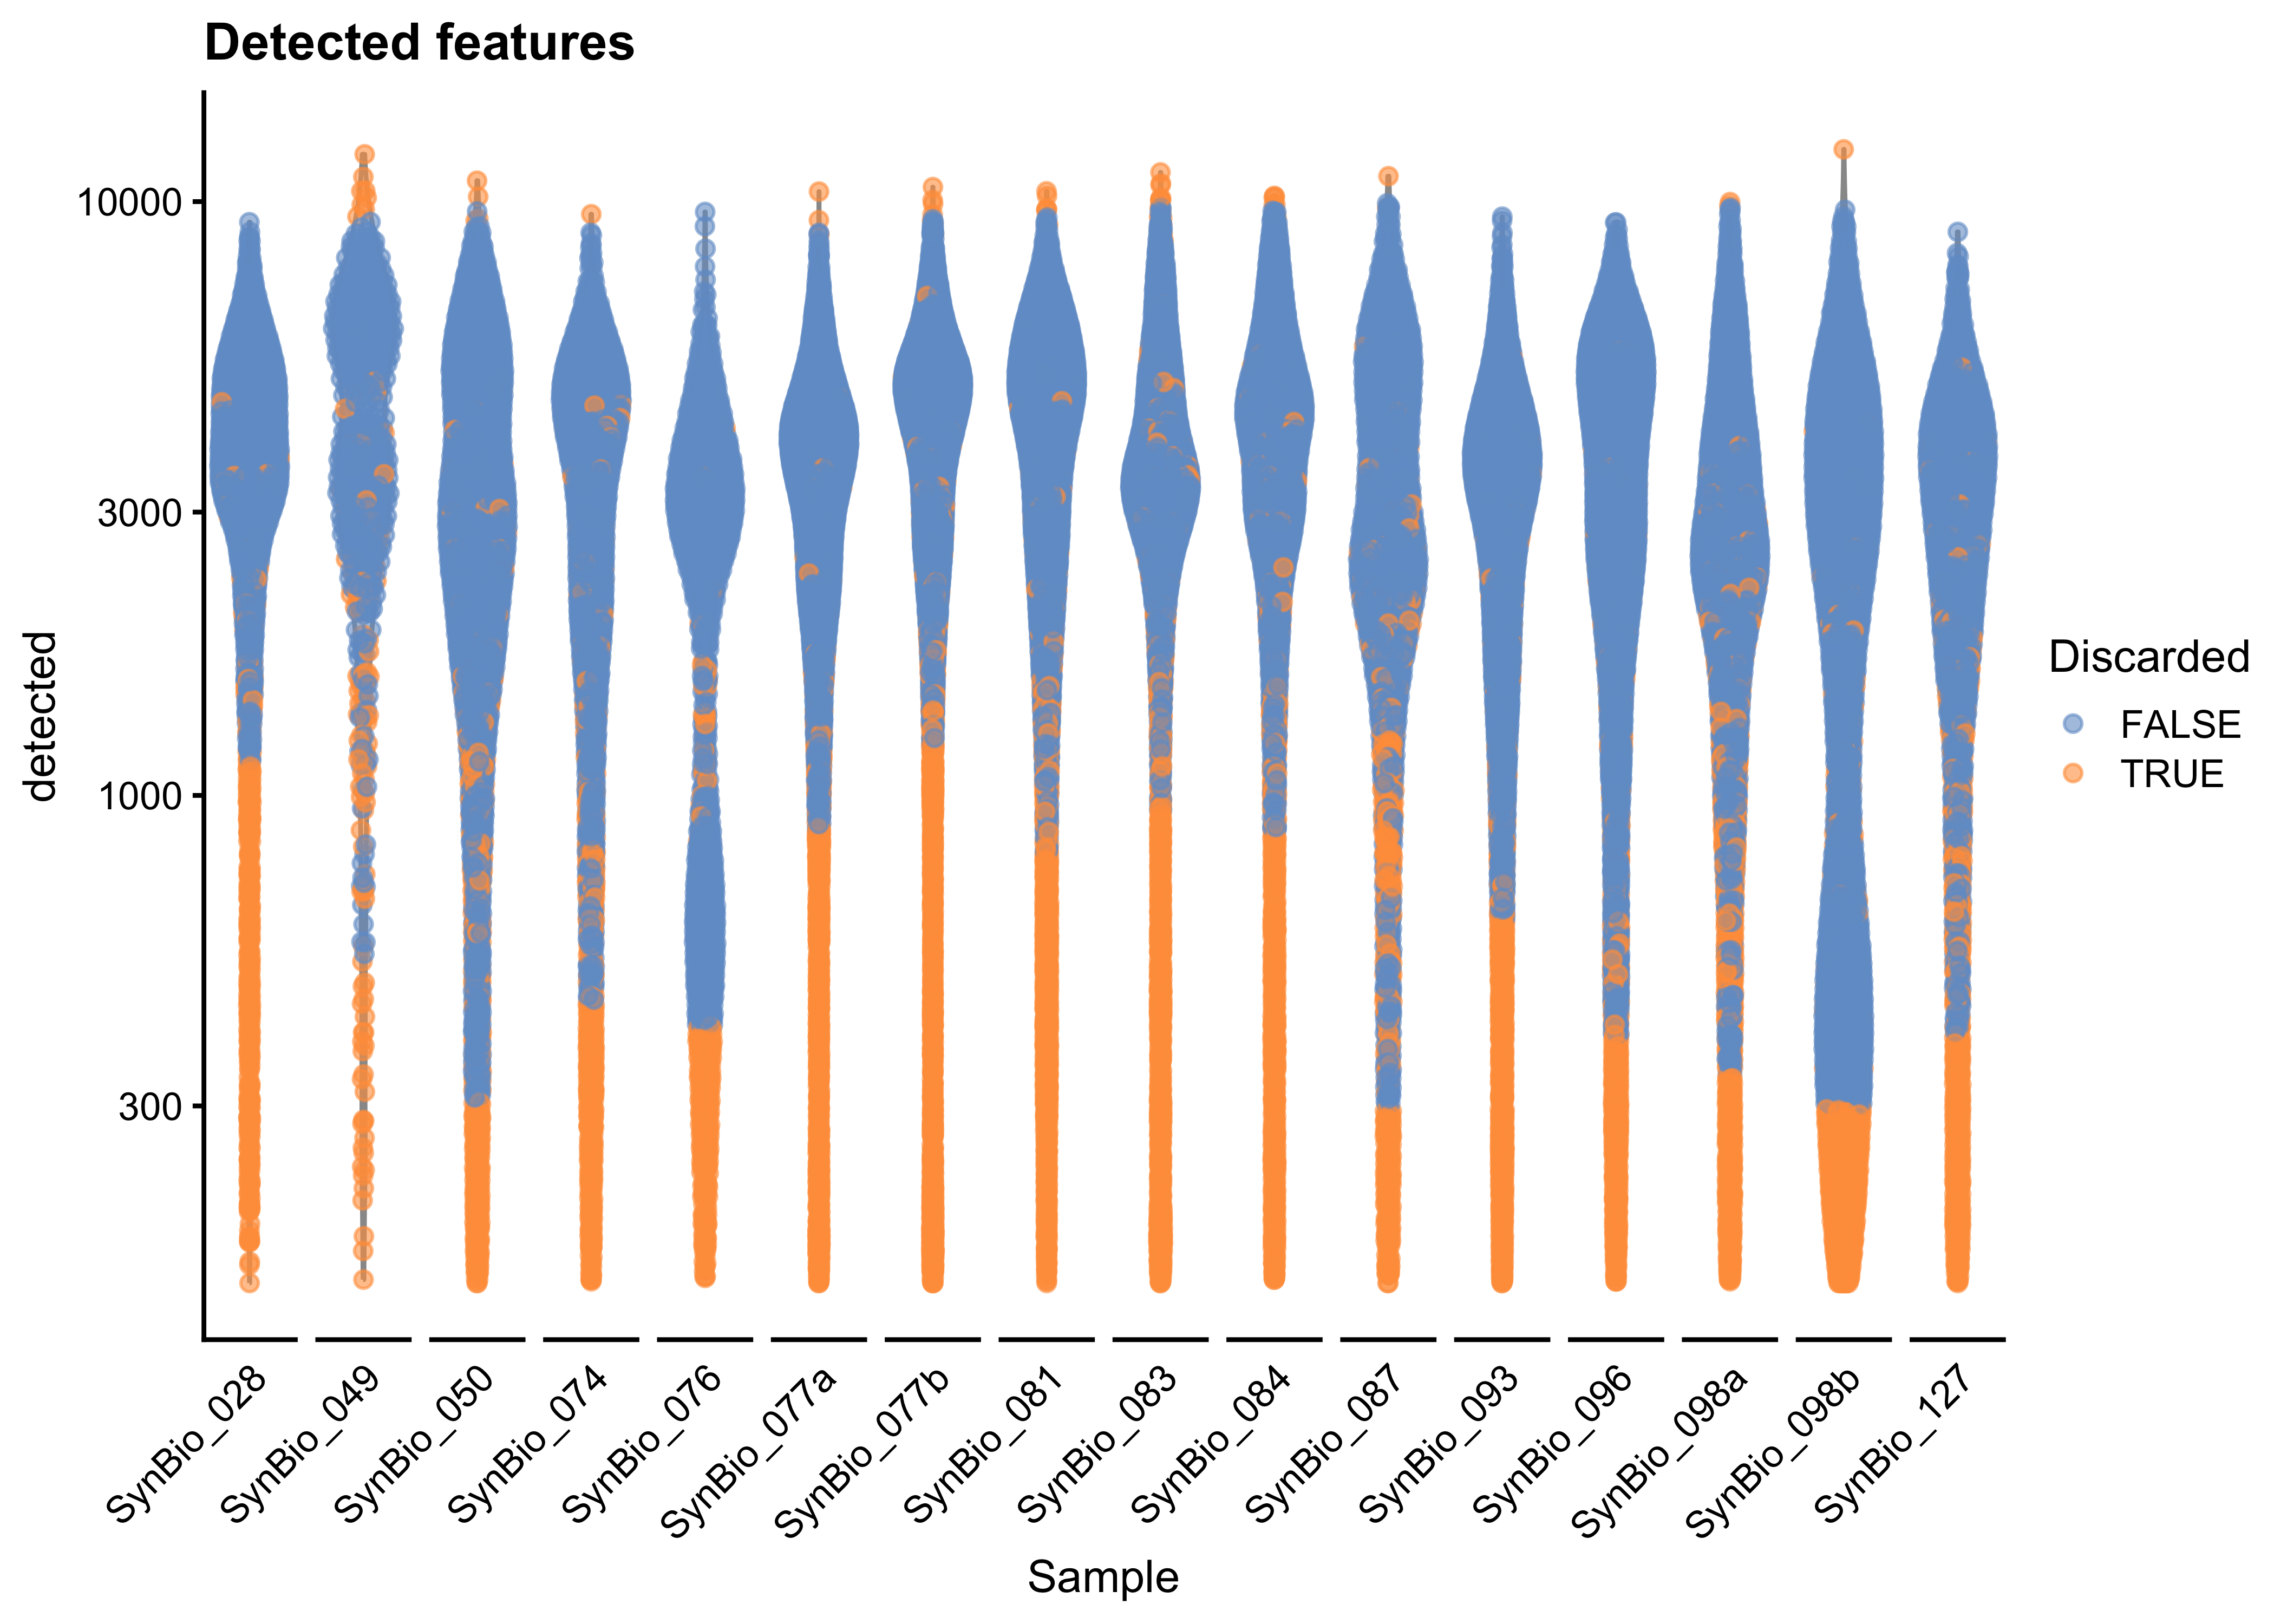 Detected features
detected
10000
3000
1000
300
SynBio_028
SynBio_049
SynBio_050
SynBio_074
SynBio_076
SynBio_077a
SynBio_077b
SynBio_081
SynBio_083
SynBio_084
SynBio_087
SynBio_093
SynBio_096
SynBio_098a
SynBio_098b
SynBio_127
Sample
Discarded
FALSE
TRUE